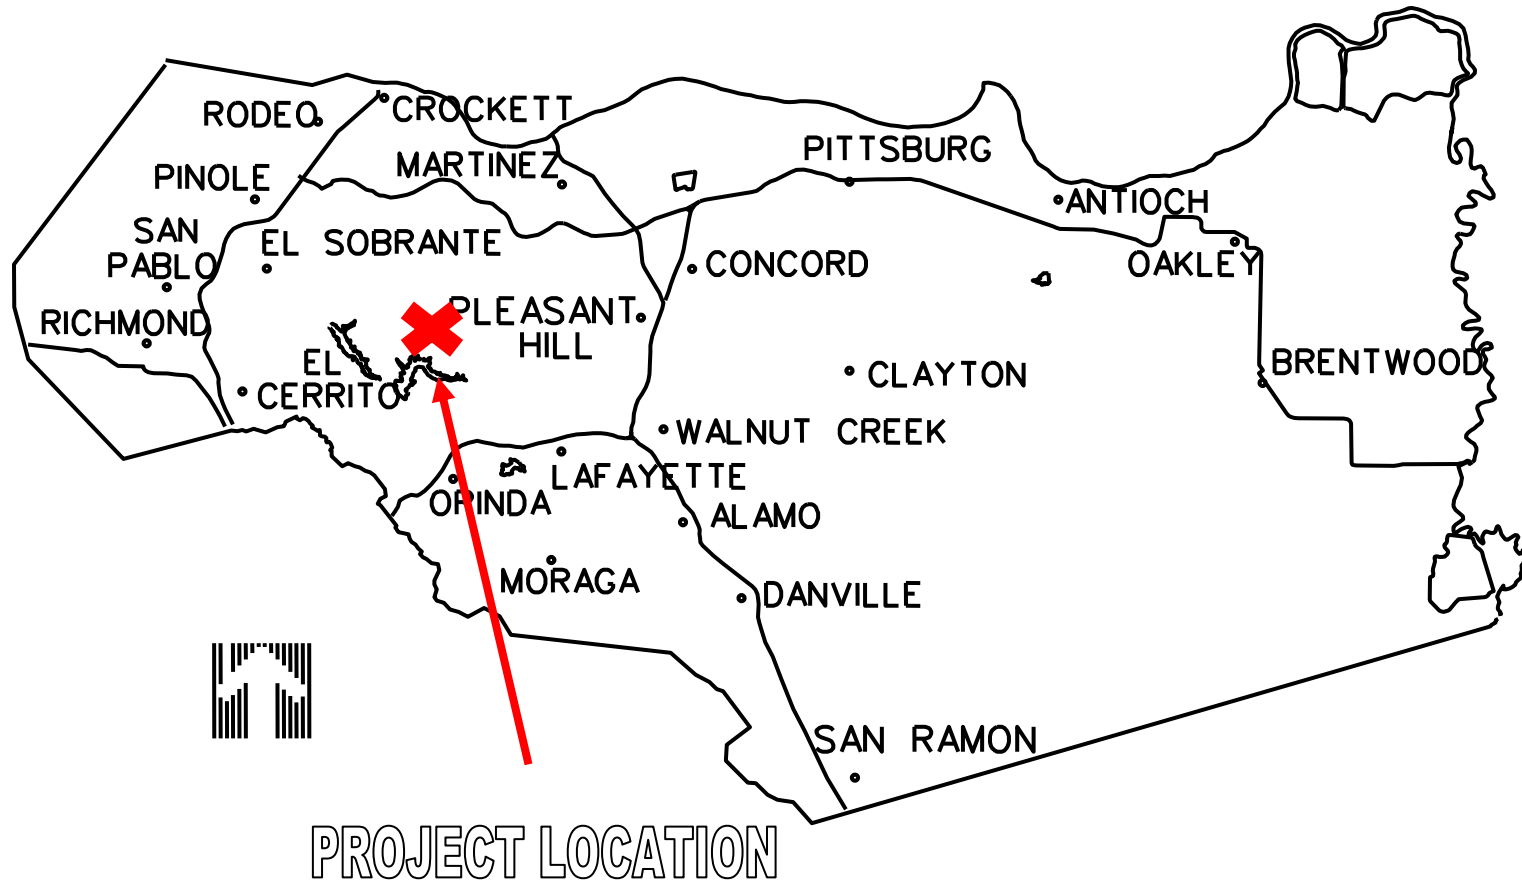 RODEO
CROCKETT
PINOLE
MARTINEZ
PITTSBURG
SAN
PABLO
EL SOBRANTE
ANTIOCH
CONCORD
OAKLEY
RICHMOND
PLEASANT
HILL
EL
CERRITO
CLAYTON
BRENTWOOD
WALNUT CREEK
LAFAYETTE
ORINDA
ALAMO
MORAGA
DANVILLE
SAN RAMON
PROJECT LOCATION